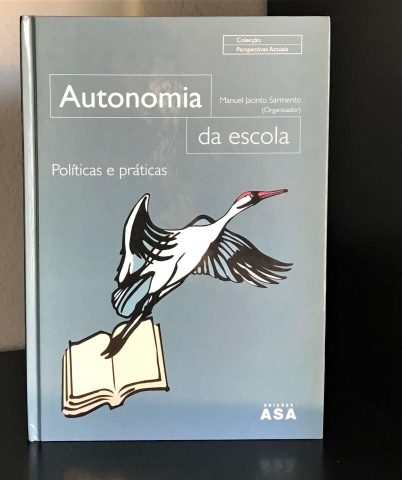 Colecção
Perspectivas Actuais
Autonomia
Manuel Jacinto Sarmento
(Organizador)
da escola
Políticas e práticas
EDIÇÕES
ASA